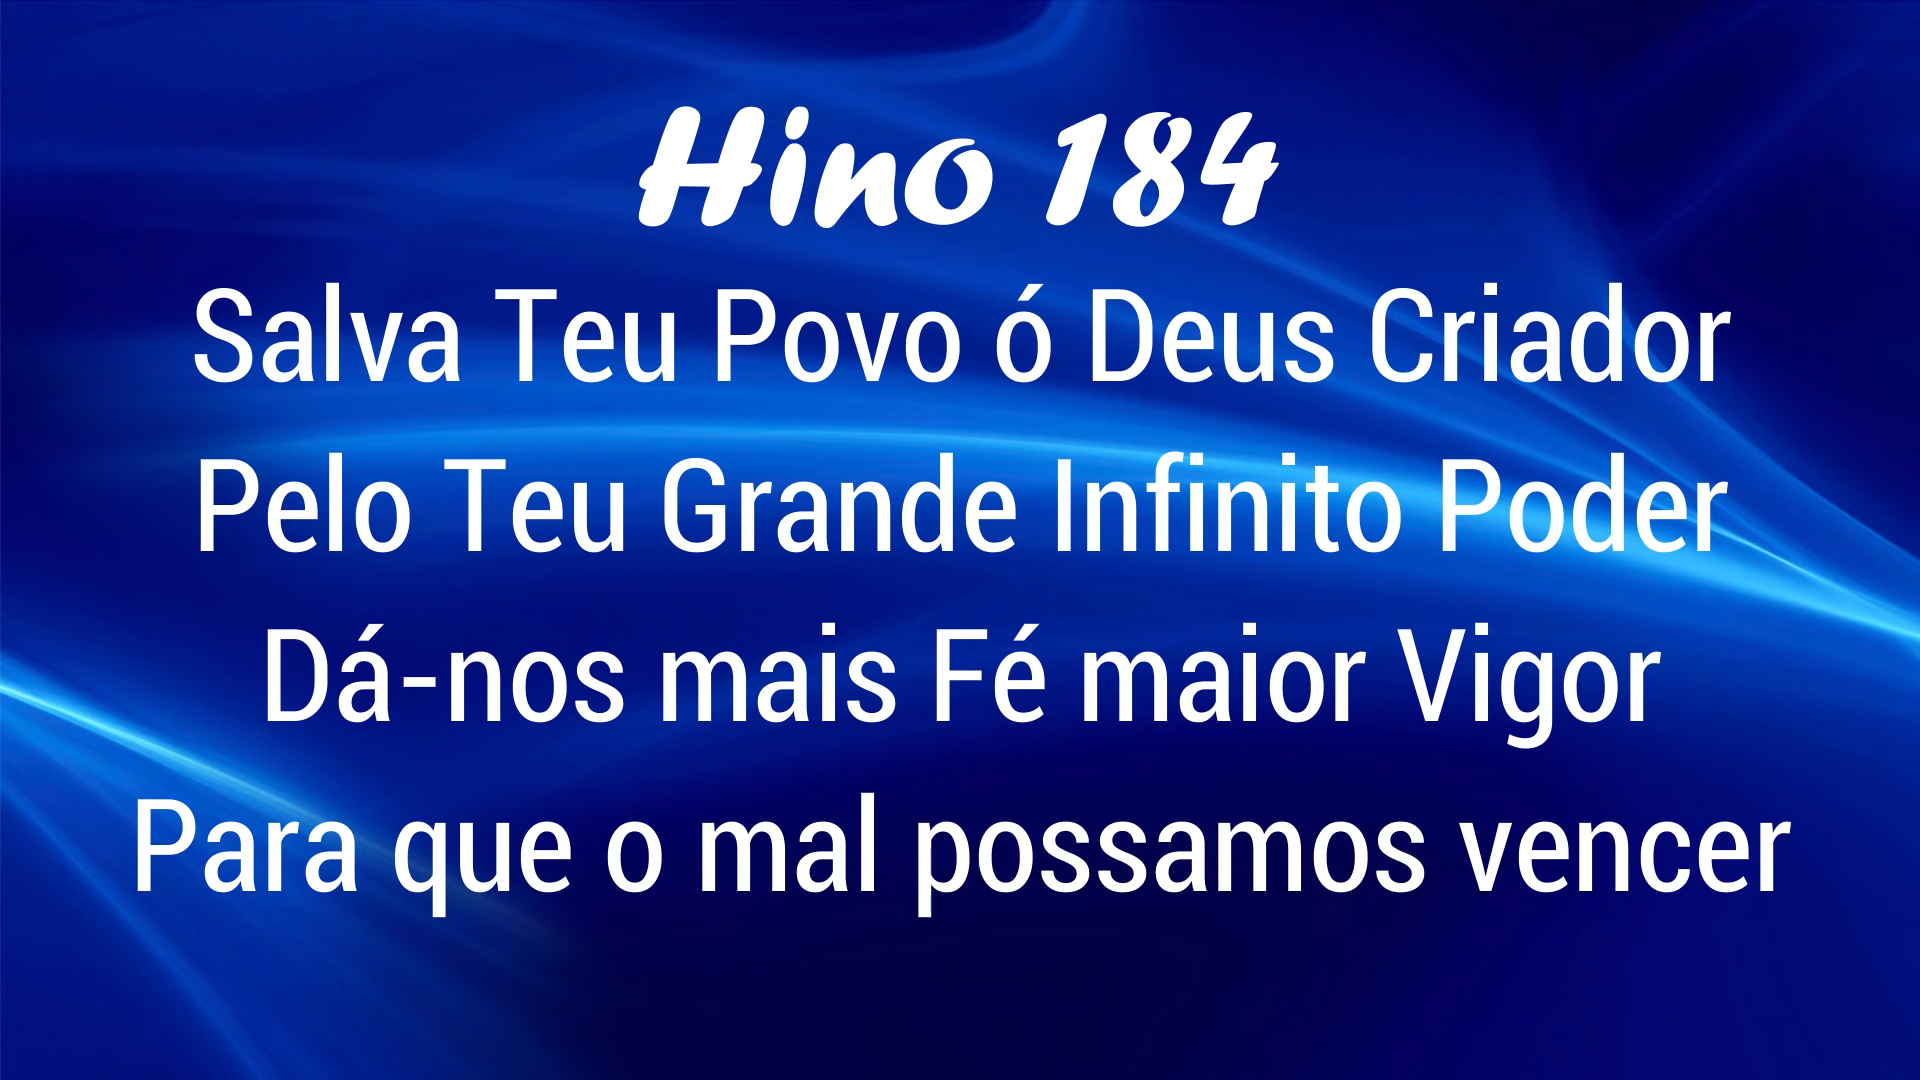 Hino 184
Salva Teu Povo ó Deus Criador
Pelo Teu Grande Infinito Poder
Dá-nos mais Fé maior Vigor
Para que o mal possamos vencer